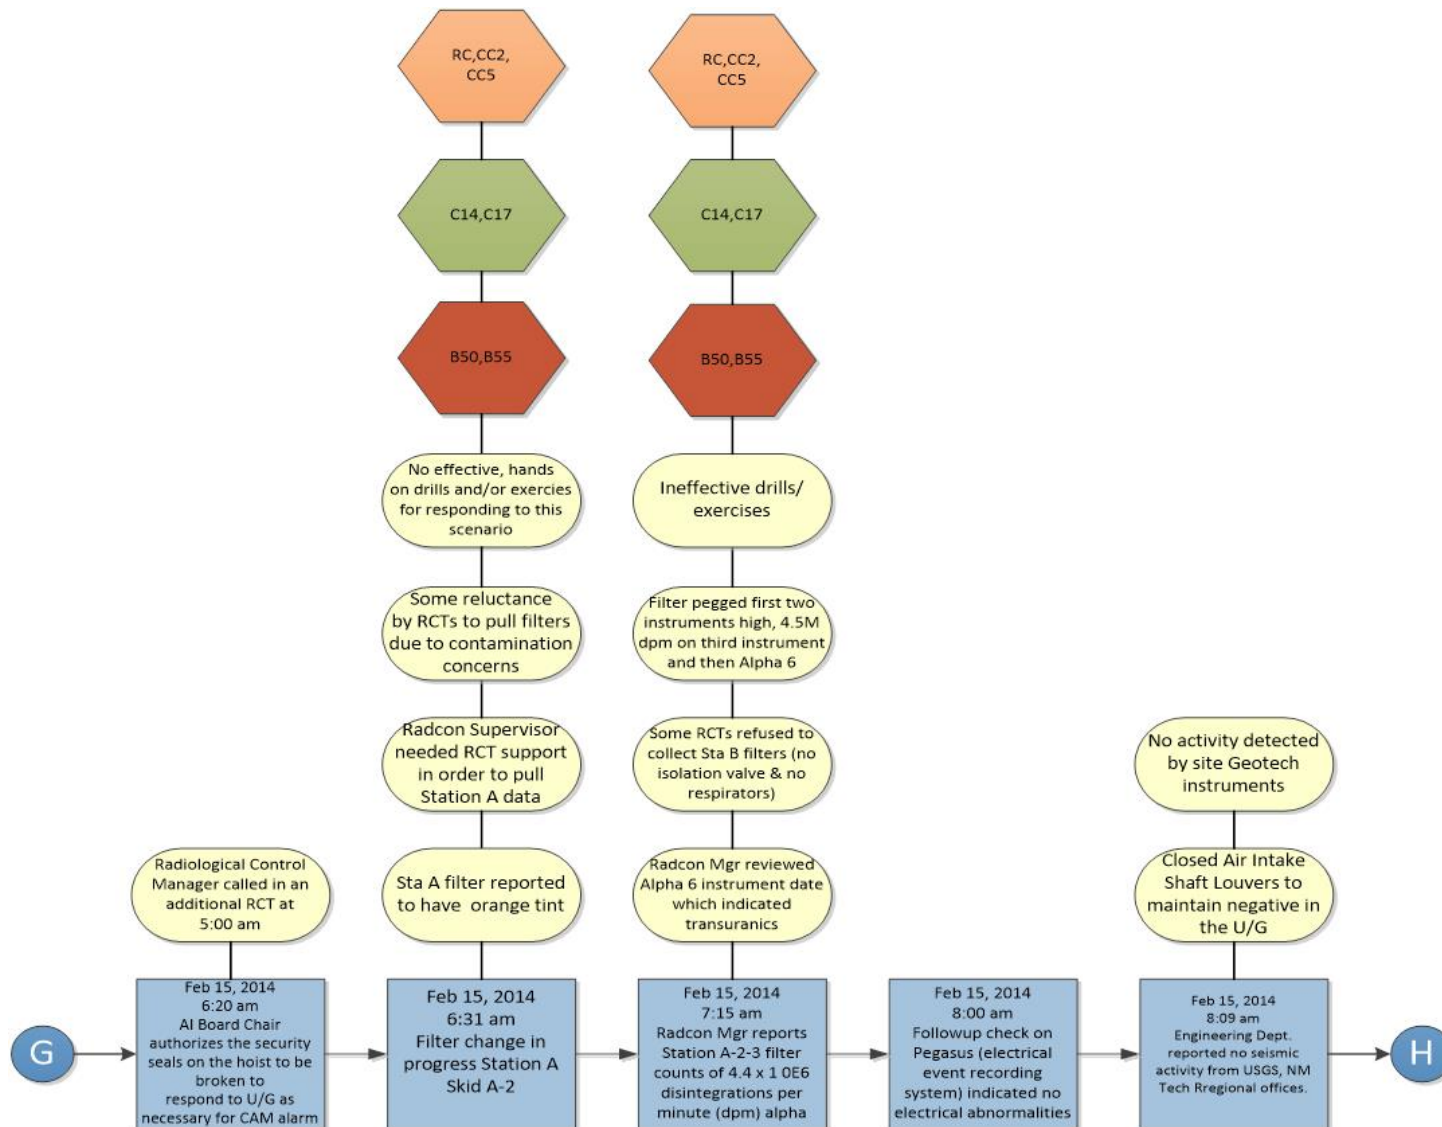 RC,CC2,
CC5
C14,C17
B50,B55
No effective, hands
on drills and/or exercies
for responding to this
scenario
Some reluctance
by RCTs to pull filters
due to contamination
concerns
Radcon Supervisor
needed RCT support
in order to pull
Station A data
Sta A filter reported
to have orange tint
RC,CC2,
CC5
C14,C17
B50,B55
Ineffective drills/
exercises
Filter pegged first two
instruments high, 4.5M
dpm on third instrument
and then Alpha 6
Some RCTs refused to
collect Sta B filters (no
isolation valve & no
respirators)
Radcon Mgr reviewed
Alpha 6 instrument date
which indicated
transuranics
No activity detected
by site Geotech
instruments
Closed Air Intake
Shaft Louvers to
maintain negative in
the U/G
Radiological Control
Manager called in an
additional RCT at
5:00 am
G
Feb 15, 2014
6:20 am
AI Board Chair
authorizes the security
seals on the hoist to be
broken to
respond to U/G as
necessary for CAM alarm
Feb 15, 2014
6:31 am
Filter change in
progress Station A
Skid A-2
Feb 15, 2014
7:15 am
Radcon Mgr reports
Station A-2-3 filter
counts of 4.4 x 1 0E6
disintegrations per
minute (dpm) alpha
Feb 15, 2014
8:00 am
Followup check on
Pegasus (electrical
event recording
system) indicated no
electrical abnormalities
Feb 15, 2014
8:09 am
Engineering Dept.
reported no seismic
activity from USGS, NM
Tech Rregional offices.
H